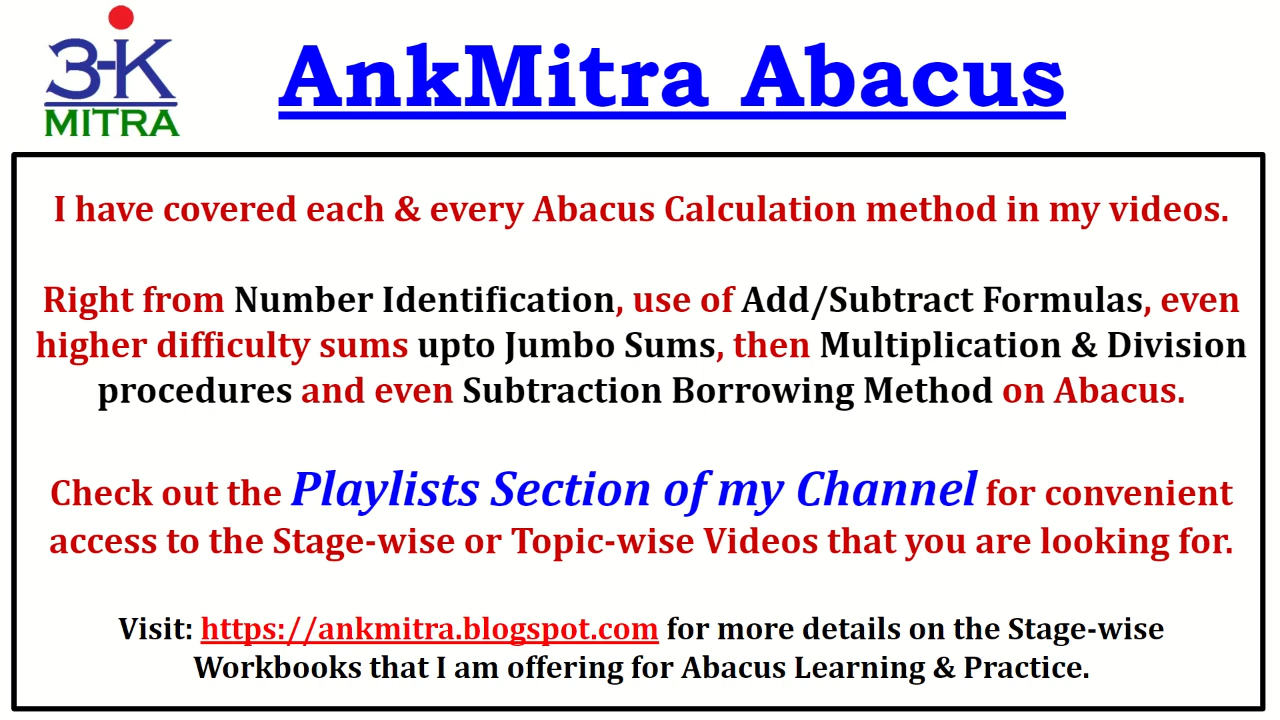 3-K
MITRA
AnkMitra Abacus
I have covered each & every Abacus Calculation method in my videos.
Right from Number Identification, use of Add/Subtract Formulas, even
higher difficulty sums upto Jumbo Sums, then Multiplication & Division
procedures and even Subtraction Borrowing Method on Abacus.
Check out the Playlists Section of my Channel for convenient
access to the Stage-wise or Topic-wise Videos that you are looking for.
Visit: https://ankmitra.blogspot.com for more details on the Stage-wise
Workbooks that I am offering for Abacus Learning & Practice.